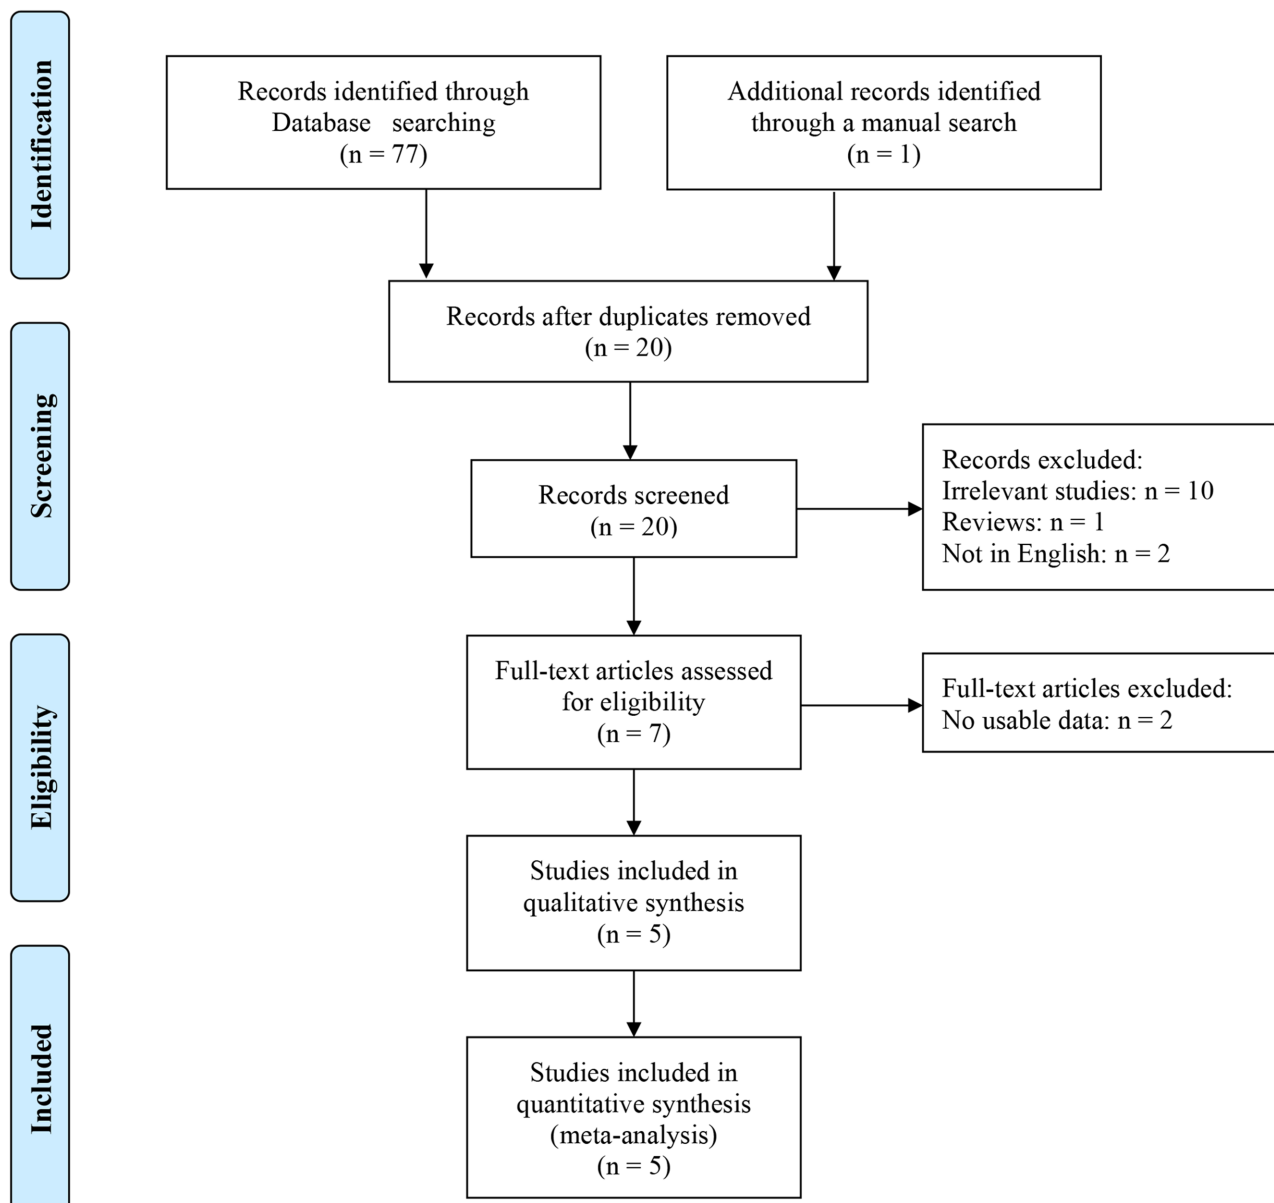 Identification
Records identified through
Database searching
(n = 77)
Additional records identified
through a manual search
(n = 1)
Records after duplicates removed
(n = 20)
Screening
Records screened
(n = 20)
Records excluded:
Irrelevant studies: n = 10
Reviews: n = 1
Not in English: n = 2
Eligibility
Full-text articles assessed
for eligibility
(n = 7)
Full-text articles excluded:
No usable data: n = 2
Studies included in
qualitative synthesis
(n = 5)
Included
Studies included in
quantitative synthesis
(meta-analysis)
(n = 5)